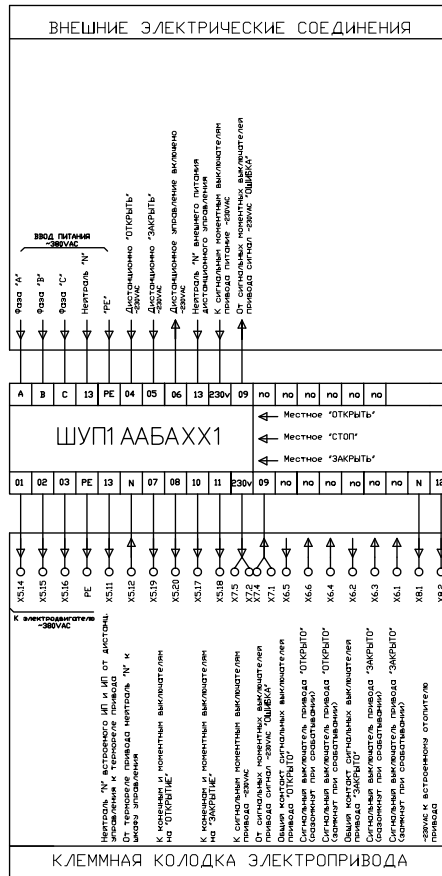 ВНЕШНИЕ ЭЛЕКТРИЧЕСКИЕ СОЕДИНЕНИЯ
ВВОД ПИТАНИЯ
~380VAC
Фаза "A"
Фаза "B"
Фаза "C"
Нейтраль "N"
"PE"
Дистанционно "ОТКРЫТЬ"
~230VAC
Дистанционно "ЗАКРЫТЬ"
~230VAC
Дистанционное управление включено
~230VAC
Нейтраль "N" внешнего питания
дистанционного управления
К сигнальным моментным выключателям
привода питание ~230VAC
От сигнальных моментных выключателей
привода сигнал ~230VAC "ОШИБКА"
A B C 13 PE 04 05 06 13 230v 09 no no no no no no
ШУП1 ААБАХХ1
Местное "ОТКРЫТЬ"
Местное "СТОП"
Местное "ЗАКРЫТЬ"
01 02 03 PE 13 N 07 08 10 11 230v 09 no no no no no no N 12
X5.14 X5.15 X5.16 PE X5.11 X5.12 X5.19 X5.20 X5.17 X5.18 X7.5 X7.2 X7.4 X7.1 X6.5 X6.6 X6.4 X6.2 X6.3 X6.1 X8.1 X8.2
К электродвигателю
~380VAC
Нейтраль "N" встроенного ИП и ИП от дистанц.
управления к термореле привода
От термореле привода нейтраль "N" к
шкафу управления
К конечным и моментным выключателям
на "ОТКРЫТИЕ"
К конечным и моментным выключателям
на "ЗАКРЫТИЕ"
К сигнальным моментным выключателям
привода ~230VAC
От сигнальных моментных выключателей
привода сигнал ~230VAC "ОШИБКА"
Общий контакт сигнальных выключателей
привода "ОТКРЫТО"
Сигнальный выключатель привода "ОТКРЫТО"
(разомкнут при срабатывании)
Сигнальный выключатель привода "ОТКРЫТО"
(замкнут при срабатывании)
Общий контакт сигнальных выключателей
привода "ЗАКРЫТО"
Сигнальный выключатель привода "ЗАКРЫТО"
(разомкнут при срабатывании)
Сигнальный выключатель привода "ЗАКРЫТО"
(замкнут при срабатывании)
~230VAC к встроенному отопителю
привода
КЛЕММНАЯ КОЛОДКА ЭЛЕКТРОПРИВОДА